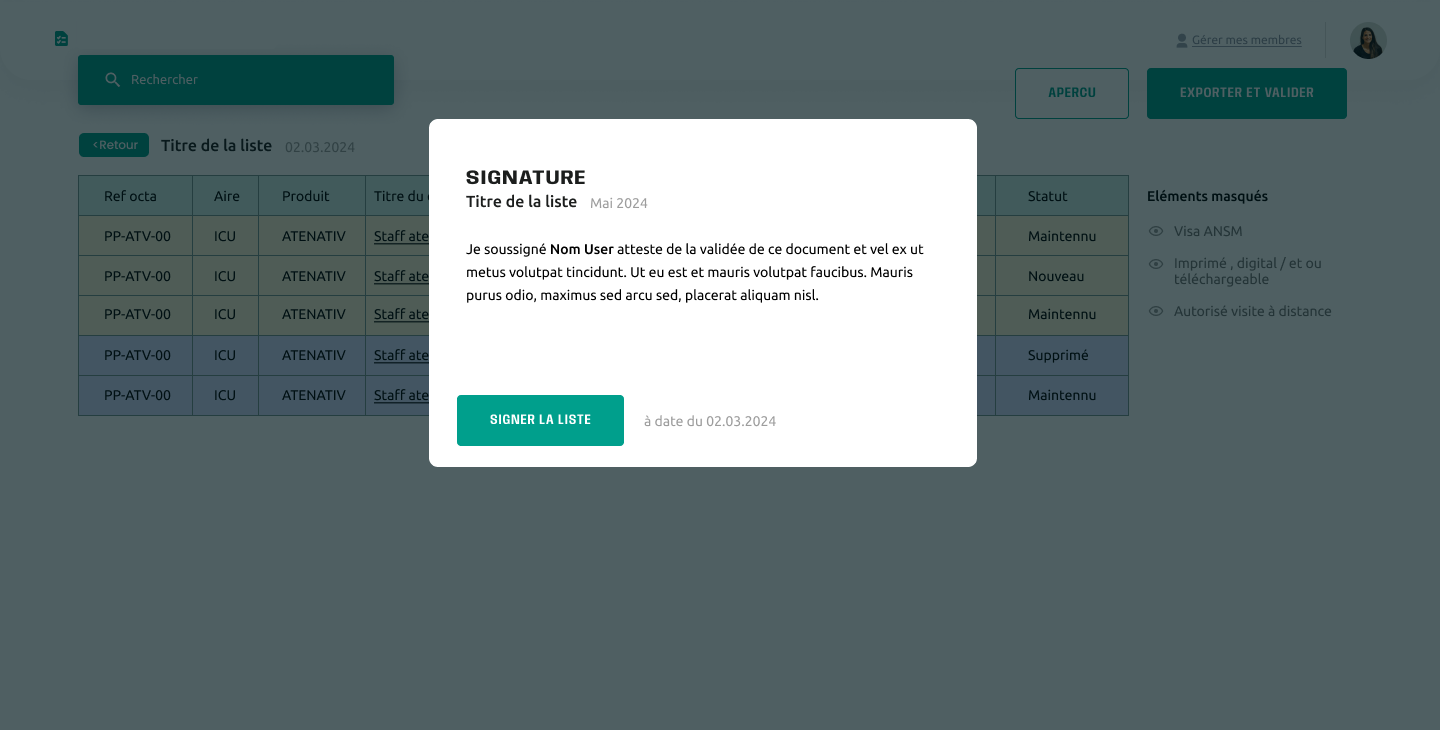 Gérer mes membres
Rechercher
APERCU
EXPORTER ET VALIDER
<Retour Titre de la liste 02.03.2024
Ref octa Aire Produit Titre du Statut
PP-ATV-00 ICU ATENATIV Staff ate Maintennu
PP-ATV-00 ICU ATENATIV Staff ate Nouveau
PP-ATV-00 ICU ATENATIV Staff ate Maintennu
PP-ATV-00 ICU ATENATIV Staff ate Supprimé
PP-ATV-00 ICU ATENATIV Staff ate Maintennu
Eléments masqués
Visa ANSM
Imprimé , digital / et ou
téléchargeable
Autorisé visite à distance
SIGNATURE
Titre de la liste Mai 2024
Je soussigné Nom User atteste de la validée de ce document et vel ex ut
metus volutpat tincidunt. Ut eu est et mauris volutpat faucibus. Mauris
purus odio, maximus sed arcu sed, placerat aliquam nisl.
SIGNER LA LISTE à date du 02.03.2024